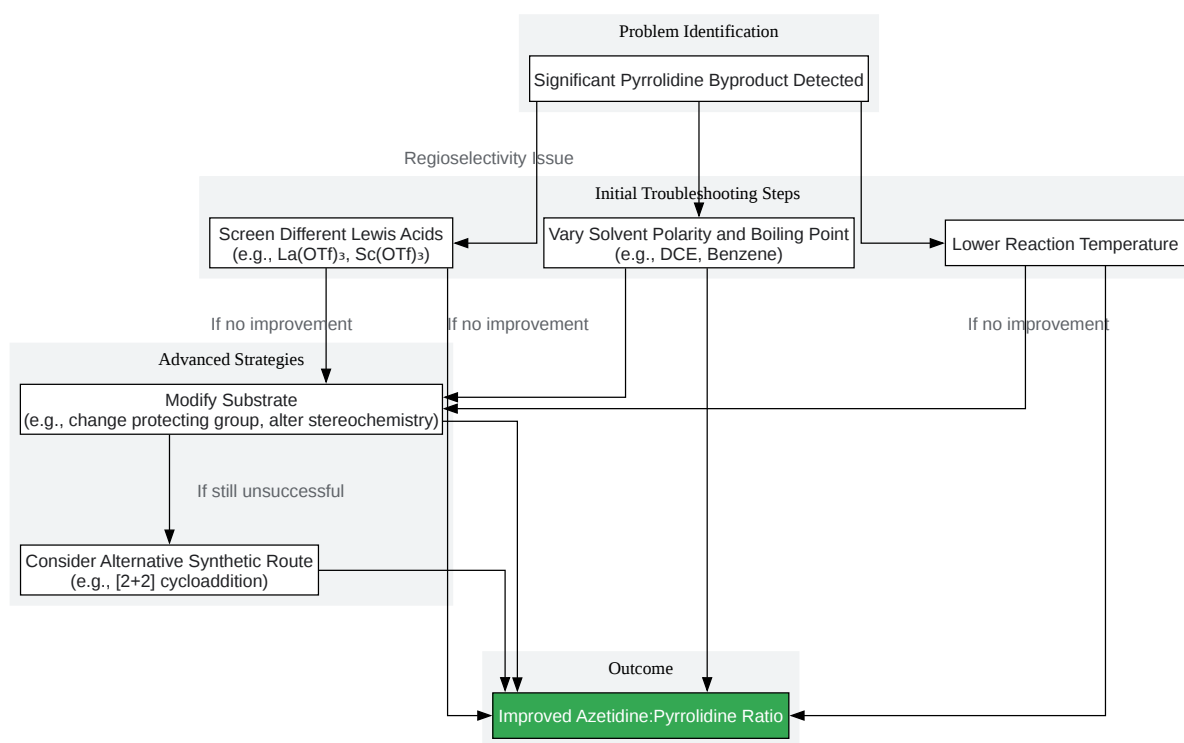 Problem Identification
Significant Pyrrolidine Byproduct Detected
Regioselectivity Issue
Initial Troubleshooting Steps
Screen Different Lewis Acids
(e.g., La(OTf)₃, Sc(OTf)₃)
Vary Solvent Polarity and Boiling Point
(e.g., DCE, Benzene)
Lower Reaction Temperature
If no improvement
If no improvement
If no improvement
Advanced Strategies
Modify Substrate
(e.g., change protecting group, alter stereochemistry)
If still unsuccessful
Consider Alternative Synthetic Route
(e.g., [2+2] cycloaddition)
Outcome
Improved Azetidine:Pyrrolidine Ratio